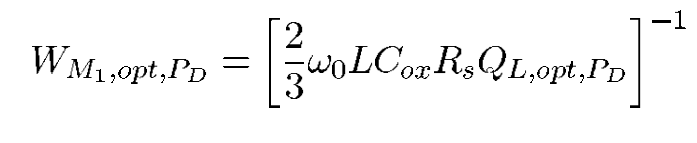 $W_{M_1,opt,P_D} = \left[ \frac{2}{3} \omega_0 L C_{ox} R_s Q_{L,opt,P_D} \right]^{-1}$